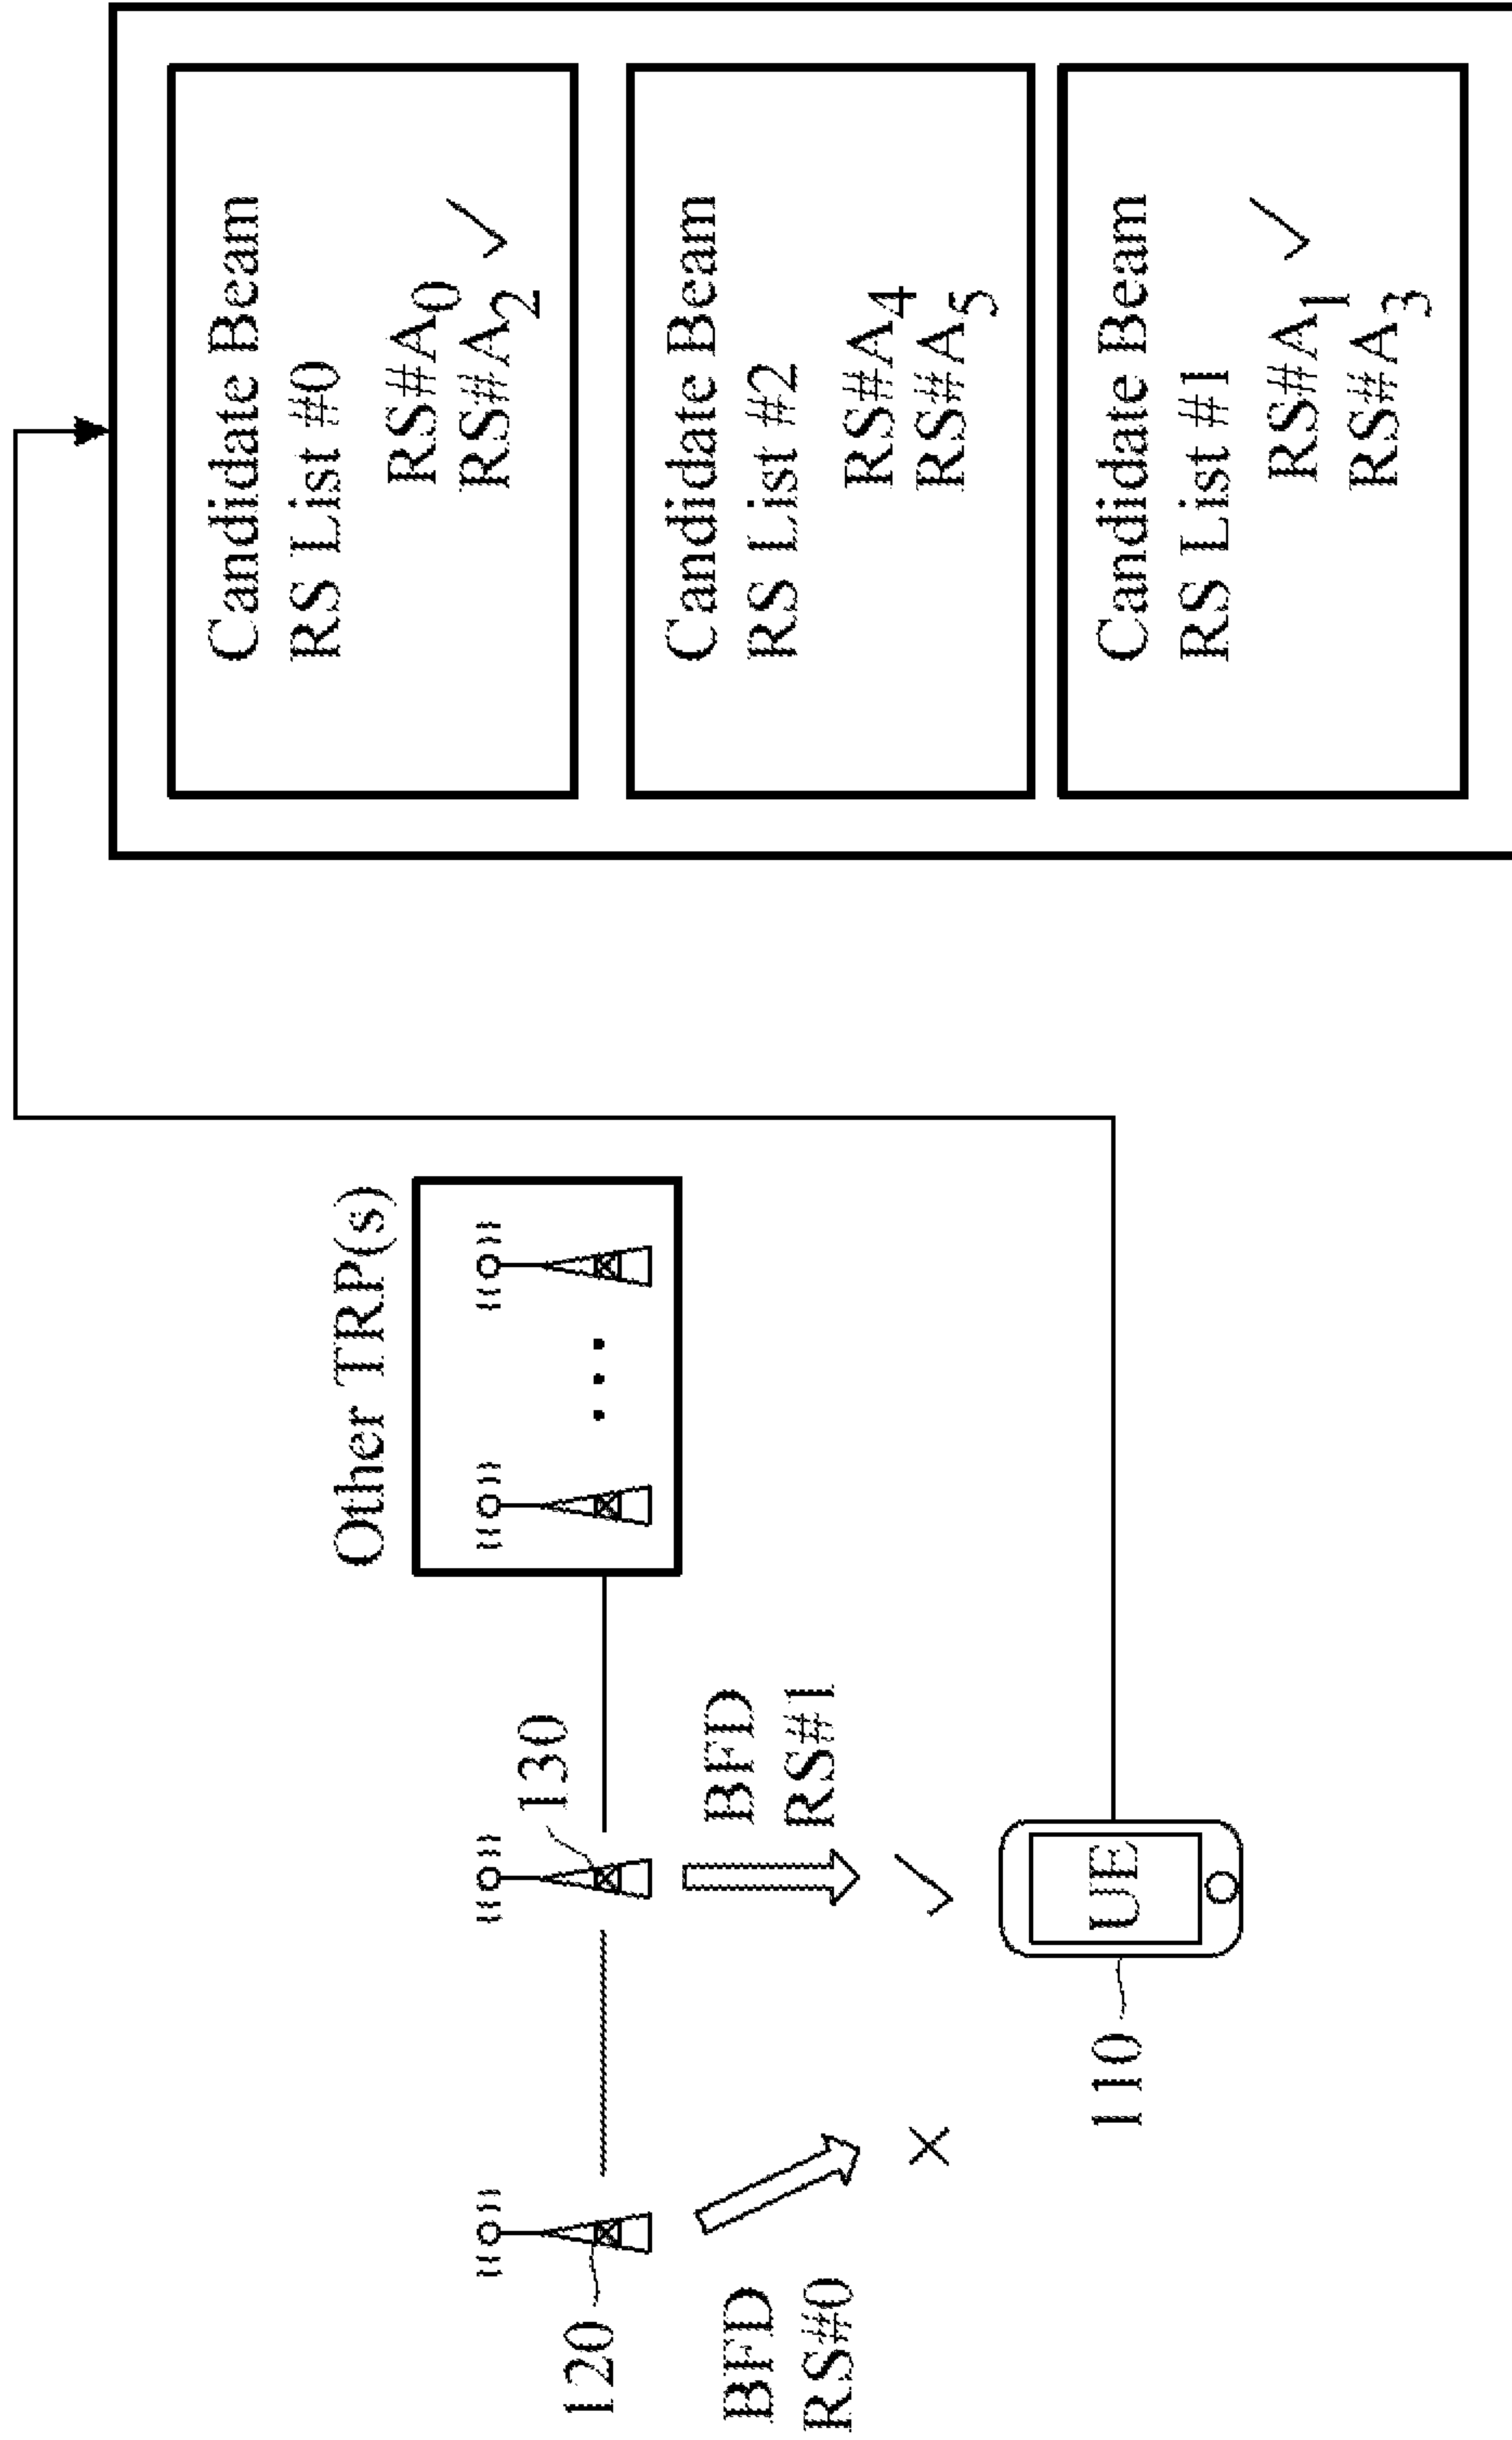 Other TRP(s)
120
130
BFD
RS#0
BFD
RS#1
110
UE
Candidate Beam
RS List #0
RS#A0
RS#A2
Candidate Beam
RS List #2
RS#A4
RS#A5
Candidate Beam
RS List #1
RS#A1
RS#A3